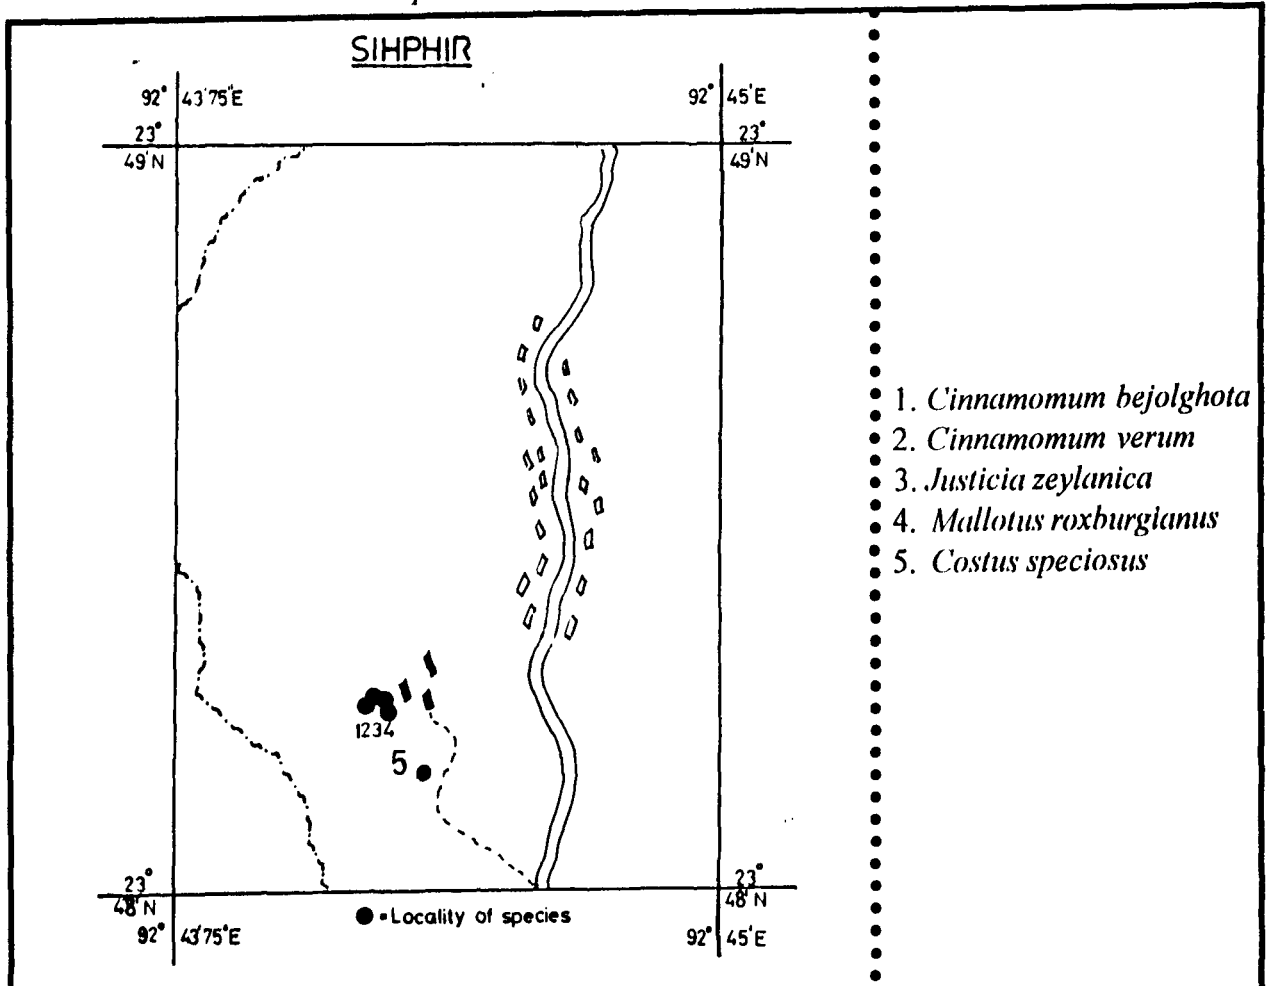 SIHPHIR
92° 43'75"E 92° 45'E
23° 23°
49'N 49'N
1. Cinnamomum bejolghota
2. Cinnamomum verum
3. Justicia zeylanica
4. Mallotus roxburgianus
5. Costus speciosus
1234
5
23° 23°
48'N 48'N
=Locality of species
92° 43'75"E 92° 45'E